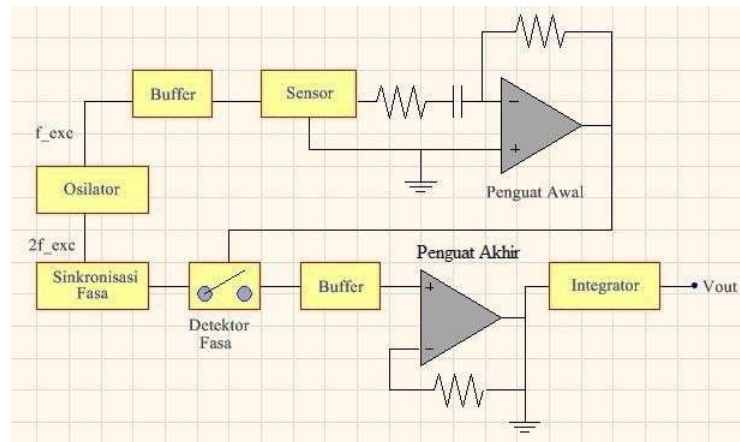 Buffer
Sensor
f_exc
Osilator
Penguat Awal
2f_exc
Sinkronisasi
Fasa
Detektor
Fasa
Buffer
Penguat Akhir
Integrator
Vout